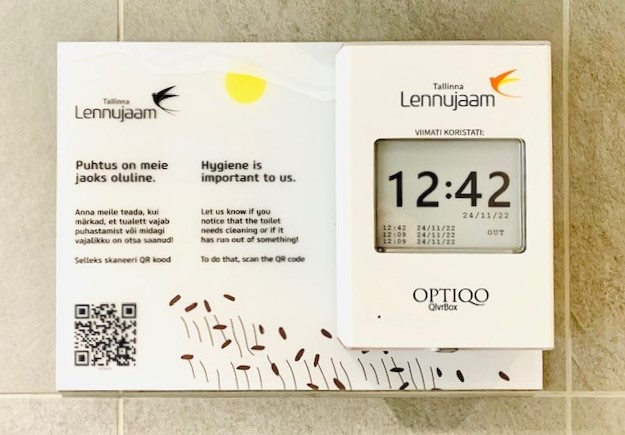 Tallinna
Lennujaam
Puhtus on meie
jaoks oluline.
Anna meile teada, kui
märkad, et tualett vajab
puhastamist või midagi
vajalikku on otsa saanud!
Selleks skaneeri QR kood
Hygiene is
important to us.
Let us know if you
notice that the toilet
needs cleaning or if it
has run out of something!
To do that, scan the QR code
Tallinna
Lennujaam
VIIMATI KORISTATI:
12:42
24/11/22
12:42 24/11/22
12:09 24/11/22
12:09 24/11/22
OUT
OPTIQO
QlvrBox